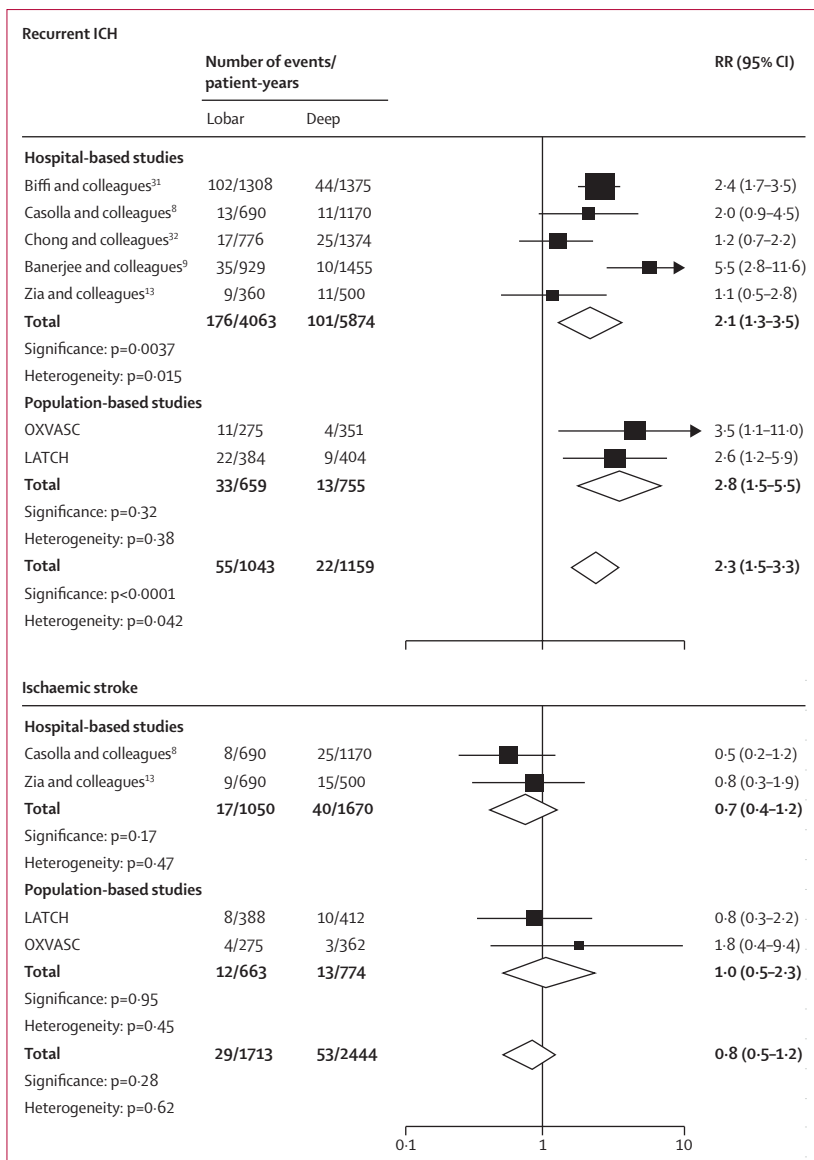 Recurrent ICH
Number of events/ patient-years RR (95% CI)
Lobar Deep
Hospital-based studies
Biffi and colleagues31 102/1308 44/1375 2·4 (1·7–3·5)
Casolla and colleagues8 13/690 11/1170 2·0 (0·9–4·5)
Chong and colleagues32 17/776 25/1374 1·2 (0·7–2·2)
Banerjee and colleagues9 35/929 10/1455 5·5 (2·8–11·6)
Zia and colleagues13 9/360 11/500 1·1 (0·5–2·8)
Total 176/4063 101/5874 2·1 (1·3–3·5)
Significance: p=0·0037
Heterogeneity: p=0·015
Population-based studies
OXVASC 11/275 4/351 3·5 (1·1–11·0)
LATCH 22/384 9/404 2·6 (1·2–5·9)
Total 33/659 13/755 2·8 (1·5–5·5)
Significance: p=0·32
Heterogeneity: p=0·38
Total 55/1043 22/1159 2·3 (1·5–3·3)
Significance: p<0·0001
Heterogeneity: p=0·042
Ischaemic stroke
Hospital-based studies
Casolla and colleagues8 8/690 25/1170 0·5 (0·2–1·2)
Zia and colleagues13 9/690 15/500 0·8 (0·3–1·9)
Total 17/1050 40/1670 0·7 (0·4–1·2)
Significance: p=0·17
Heterogeneity: p=0·47
Population-based studies
LATCH 8/388 10/412 0·8 (0·3–2·2)
OXVASC 4/275 3/362 1·8 (0·4–9·4)
Total 12/663 13/774 1·0 (0·5–2·3)
Significance: p=0·95
Heterogeneity: p=0·45
Total 29/1713 53/2444 0·8 (0·5–1·2)
Significance: p=0·28
Heterogeneity: p=0·62
0·1 1 10